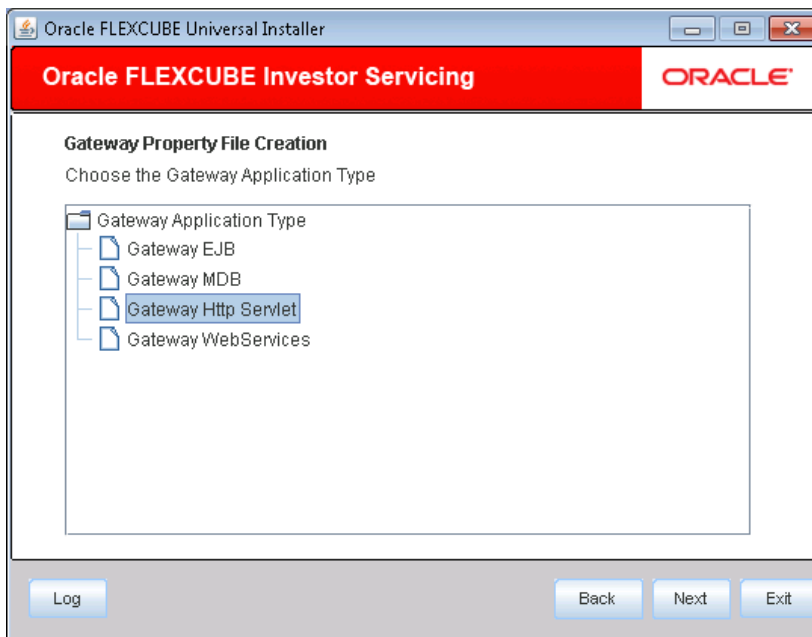 Oracle FLEXCUBE Universal Installer
Oracle FLEXCUBE Investor Servicing
ORACLE
Gateway Property File Creation
Choose the Gateway Application Type
Gateway Application Type
Gateway EJB
Gateway MDB
Gateway Http Servlet
Gateway WebServices
Log Back Next Exit